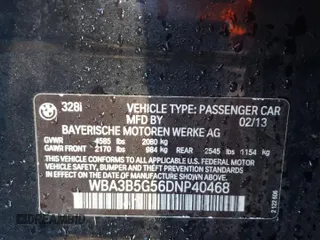 328i VEHICLE TYPE: PASSENGER CAR
MFD BY 02/13
BAYERISCHE MOTOREN WERKE AG
GVWR 4585 lbs 2080 kg
GAWR FRONT 2170 lbs 984 kg REAR 2545 lbs 1154 kg
THIS VEHICLE CONFORMS TO ALL APPLICABLE U.S. FEDERAL MOTOR VEHICLE
SAFETY, BUMPER, AND THEFT PREVENTION STANDARDS
IN EFFECT ON THE DATE OF MANUFACTURE SHOWN ABOVE.
WBA3B5G56DNP40468